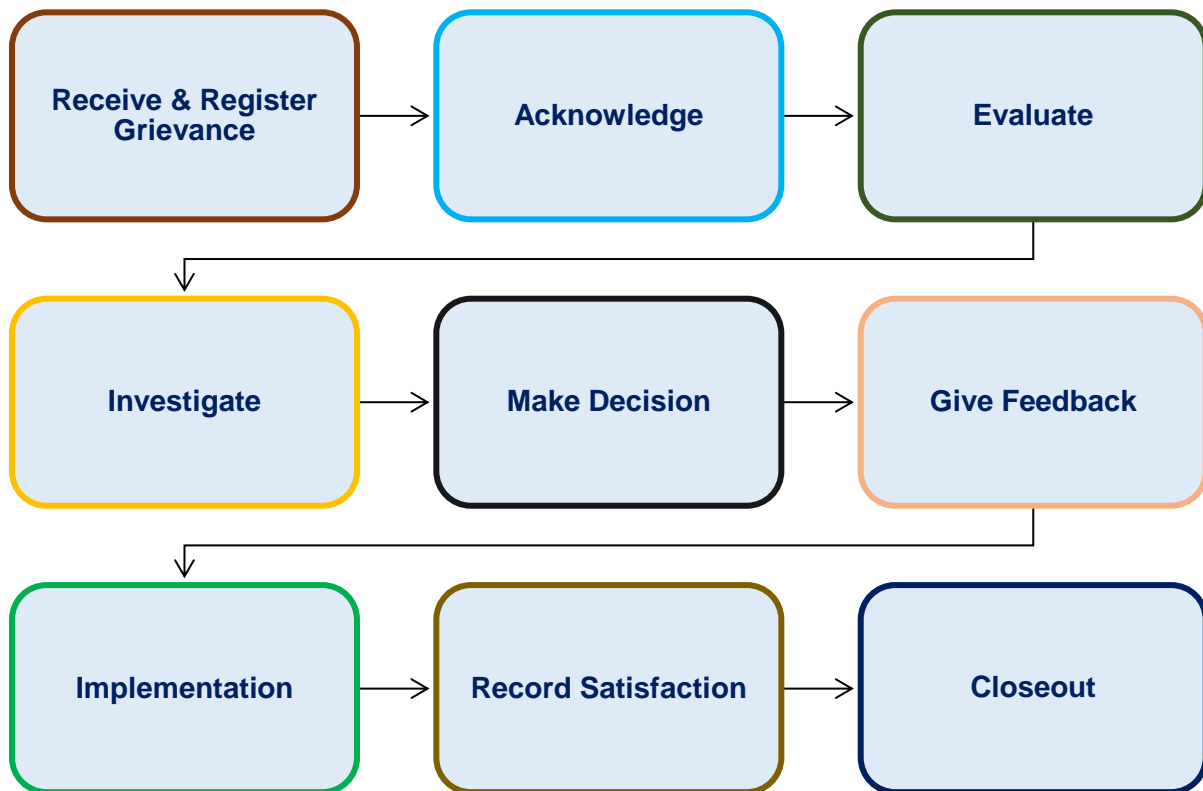 Receive & Register
Grievance
Acknowledge
Evaluate
Investigate
Make Decision
Give Feedback
Implementation
Record Satisfaction
Closeout